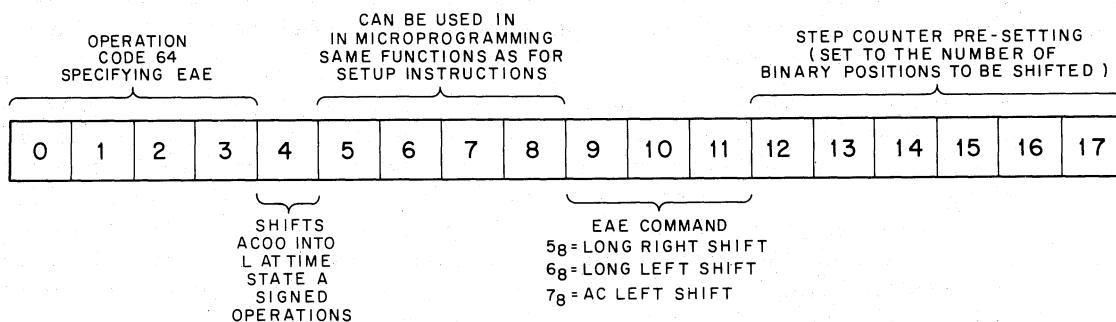 OPERATION
CODE 64
SPECIFYING EAE
CAN BE USED IN
IN MICROPROGRAMMING
SAME FUNCTIONS AS FOR
SETUP INSTRUCTIONS
STEP COUNTER PRE-SETTING
(SET TO THE NUMBER OF
BINARY POSITIONS TO BE SHIFTED)
0 1 2 3 4 5 6 7 8 9 10 11 12 13 14 15 16 17
SHIFTS
AC00 INTO
L AT TIME
STATE A
SIGNED
OPERATIONS
EAE COMMAND
5₈=LONG RIGHT SHIFT
6₈=LONG LEFT SHIFT
7₈=AC LEFT SHIFT